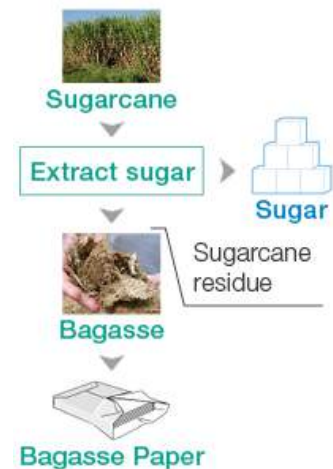 Sugarcane
Extract sugar
Sugar
Sugarcane
residue
Bagasse
Bagasse Paper